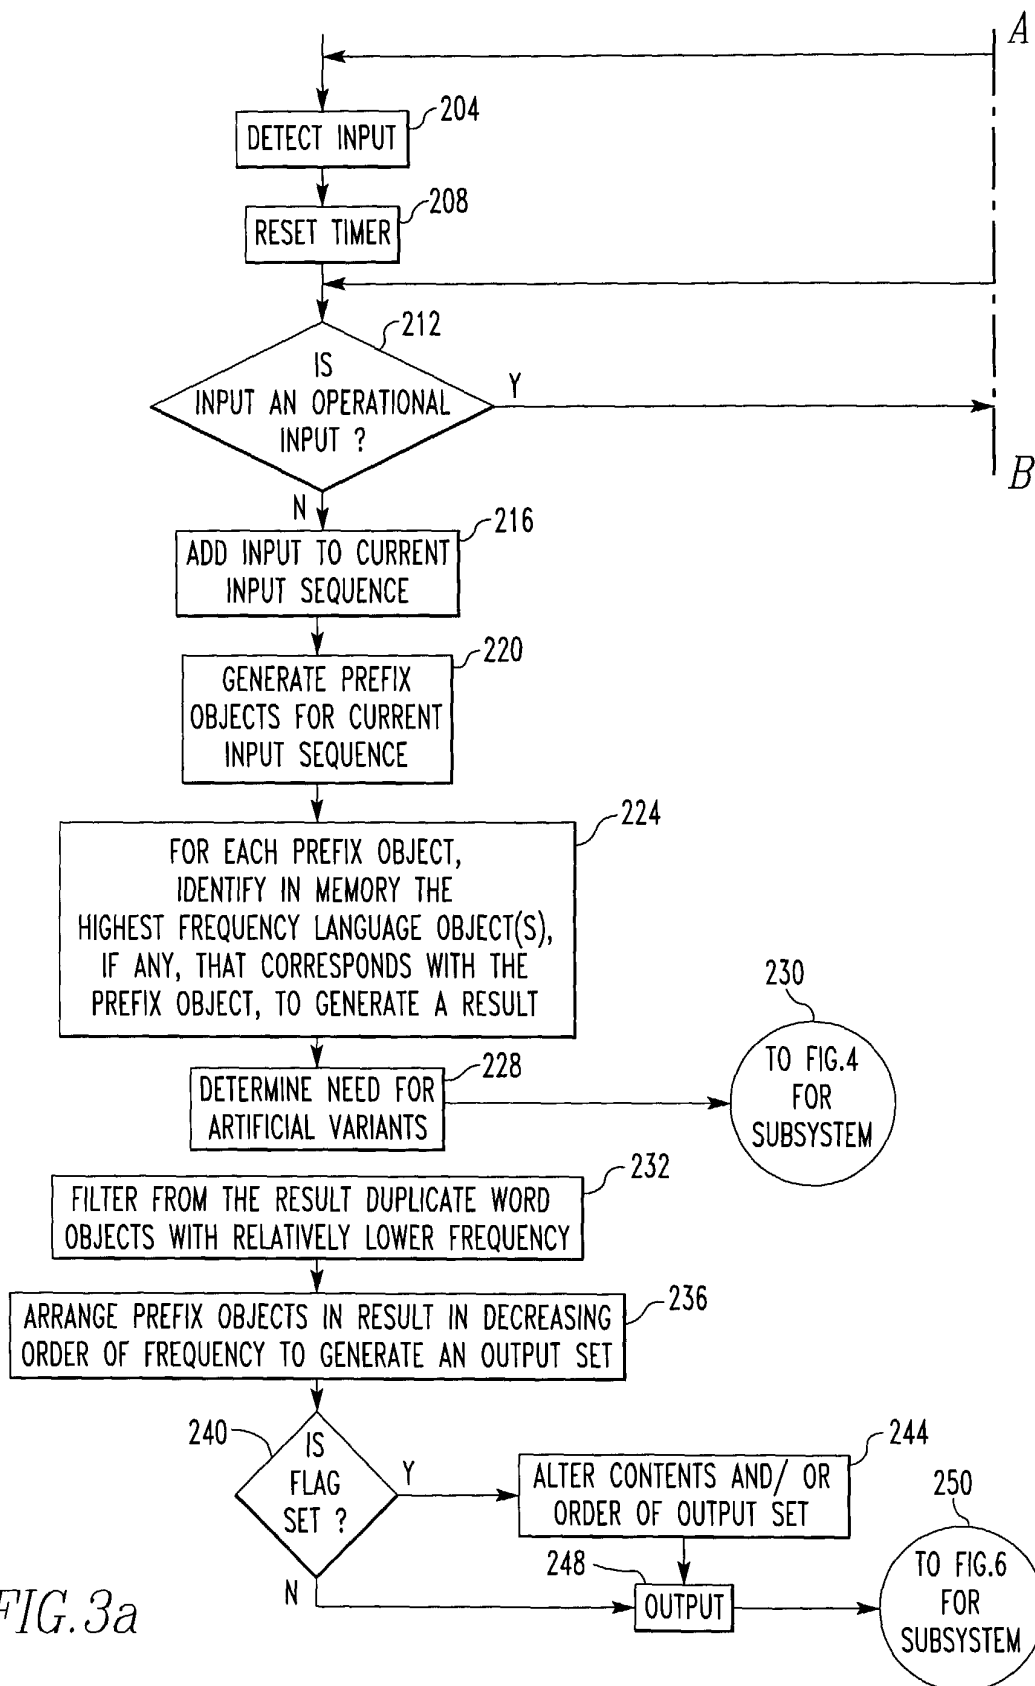 A
204
DETECT INPUT
208
RESET TIMER
212
IS
INPUT AN OPERATIONAL
INPUT ?
Y
B
N
216
ADD INPUT TO CURRENT
INPUT SEQUENCE
220
GENERATE PREFIX
OBJECTS FOR CURRENT
INPUT SEQUENCE
224
FOR EACH PREFIX OBJECT,
IDENTIFY IN MEMORY THE
HIGHEST FREQUENCY LANGUAGE OBJECT(S),
IF ANY, THAT CORRESPONDS WITH THE
PREFIX OBJECT, TO GENERATE A RESULT
230
TO FIG.4
FOR
SUBSYSTEM
228
DETERMINE NEED FOR
ARTIFICIAL VARIANTS
232
FILTER FROM THE RESULT DUPLICATE WORD
OBJECTS WITH RELATIVELY LOWER FREQUENCY
236
ARRANGE PREFIX OBJECTS IN RESULT IN DECREASING
ORDER OF FREQUENCY TO GENERATE AN OUTPUT SET
240
IS
FLAG
SET ?
Y
244
ALTER CONTENTS AND/ OR
ORDER OF OUTPUT SET
250
TO FIG.6
FOR
SUBSYSTEM
248
OUTPUT
N
FIG.3a